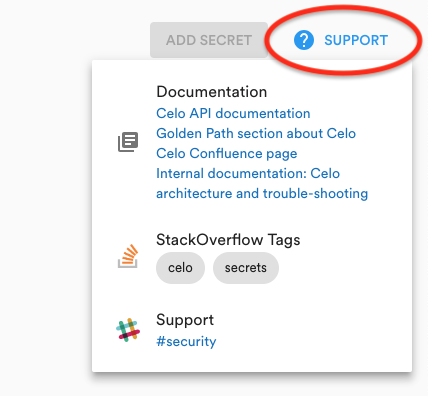 ADD SECRET
SUPPORT
Documentation
Celo API documentation
Golden Path section about Celo
Celo Confluence page
Internal documentation: Celo
architecture and trouble-shooting
StackOverflow Tags
celo secrets
Support
#security